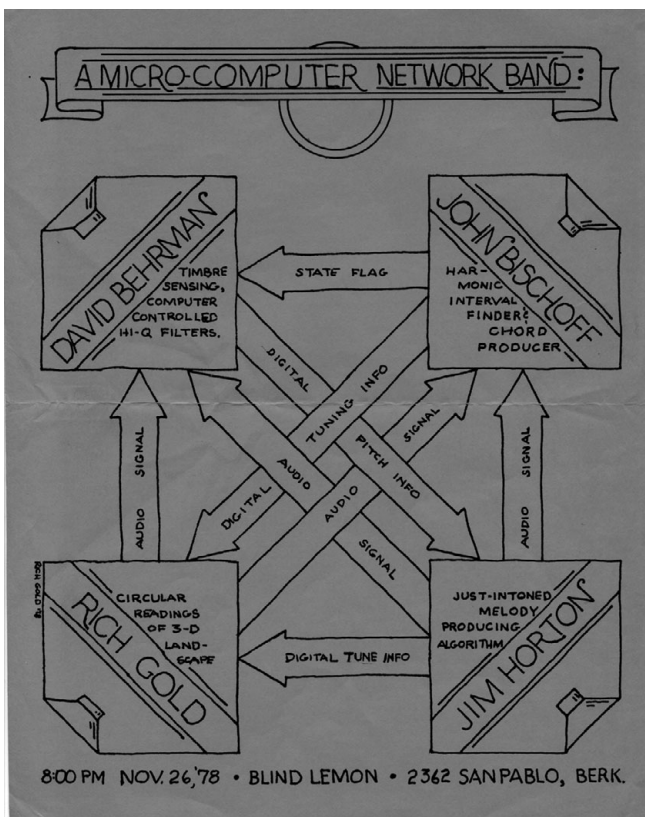 A MICRO-COMPUTER NETWORK BAND:
DAVID BEHRMAN
TIMBRE
SENSING,
COMPUTER
CONTROLLED
HI-Q FILTERS.
STATE FLAG
JOHN BISCHOFF
HAR-
MONIC
INTERVAL
FINDER &
CHORD
PRODUCER
DIGITAL
PITCH INFO
TUNING INFO
DIGITAL
AUDIO
SIGNAL
AUDIO
SIGNAL
AUDIO SIGNAL
AUDIO SIGNAL
RICH GOLD 78
CIRCULAR
READINGS
OF 3-D
LAND-
SCAPE
RICH GOLD
DIGITAL TUNE INFO
JUST-INTONED
MELODY
PRODUCING
ALGORITHM
JIM HORTON
8:00 PM NOV. 26,'78 • BLIND LEMON • 2362 SAN PABLO, BERK.